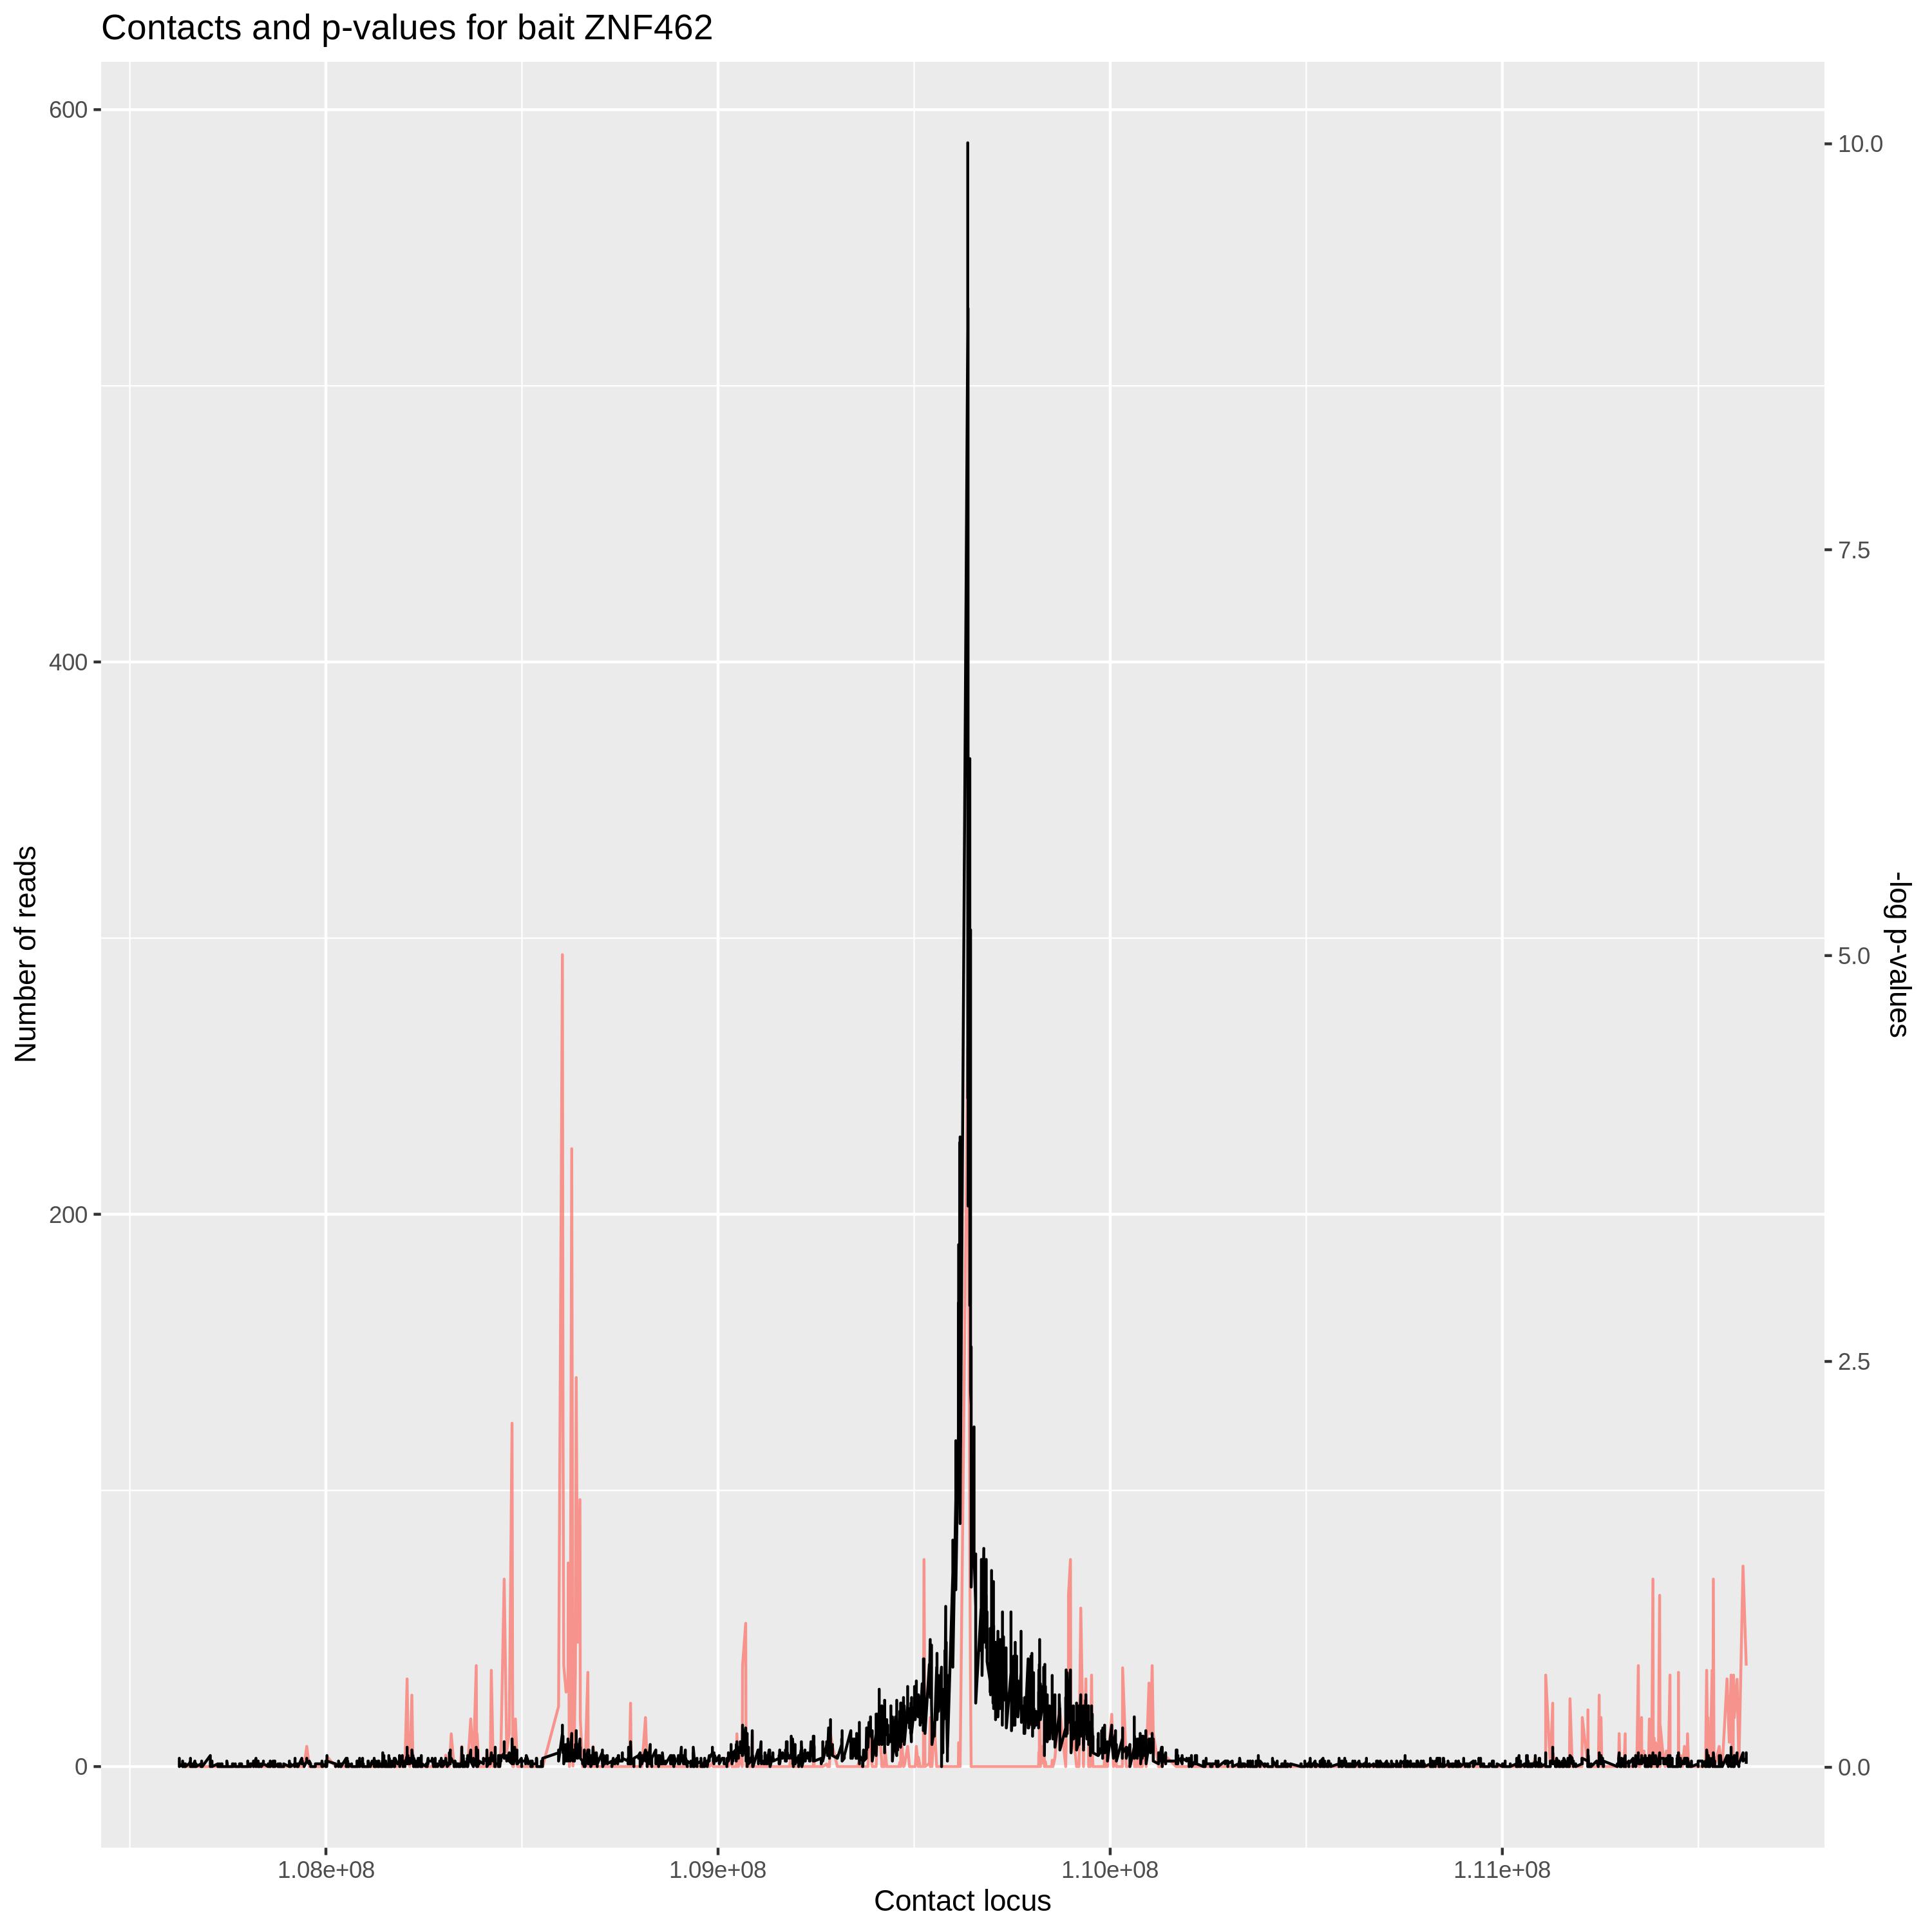 Contacts and p-values for bait ZNF462
600
400
200
0
Number of reads
10.0
7.5
5.0
2.5
0.0
-log p-values
1.08e+08
1.09e+08
1.10e+08
1.11e+08
Contact locus